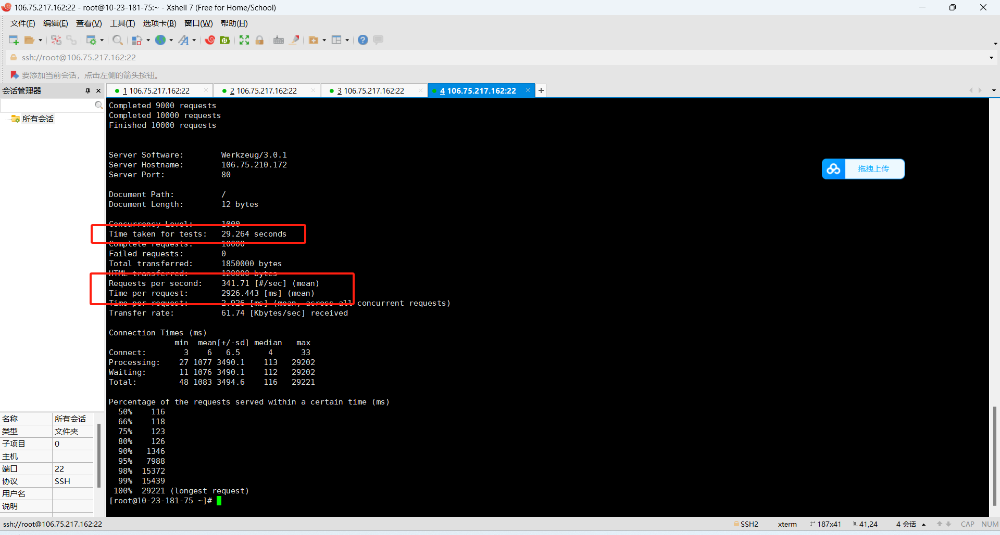 106.75.217.162:22 - root@10-23-181-75:~ - Xshell 7 (Free for Home/School)
文件(F) 编辑(E) 查看(V) 工具(T) 选项卡(B) 窗口(W) 帮助(H)
ssh://root@106.75.217.162:22
要添加当前会话，点击左侧的箭头按钮。
会话管理器
1 106.75.217.162:22
2 106.75.217.162:22
3 106.75.217.162:22
4 106.75.217.162:22
所有会话
Completed 9000 requests
Completed 10000 requests
Finished 10000 requests
Server Software: Werkzeug/3.0.1
Server Hostname: 106.75.210.172
Server Port: 80
Document Path: /
Document Length: 12 bytes
Concurrency Level: 1000
Time taken for tests: 29.264 seconds
Complete requests: 10000
Failed requests: 0
Total transferred: 1850000 bytes
HTML transferred: 120000 bytes
Requests per second: 341.71 [#/sec] (mean)
Time per request: 2926.443 [ms] (mean)
Time per request: 2.926 [ms] (mean, across all concurrent requests)
Transfer rate: 61.74 [Kbytes/sec] received
Connection Times (ms)
min mean[+/-sd] median max
Connect: 3 6 6.5 4 33
Processing: 27 1077 3490.1 113 29202
Waiting: 11 1076 3490.1 112 29202
Total: 48 1083 3494.6 116 29221
Percentage of the requests served within a certain time (ms)
50% 116
66% 118
75% 123
80% 126
90% 1346
95% 7988
98% 15372
99% 15439
100% 29221 (longest request)
[root@10-23-181-75 ~]#
拖拽上传
名称 所有会话
类型 文件夹
子项目 0
主机
端口 22
协议 SSH
用户名
说明
ssh://root@106.75.217.162:22
SSH2
xterm
187x41
41,24
4 会话
CAP
NUM